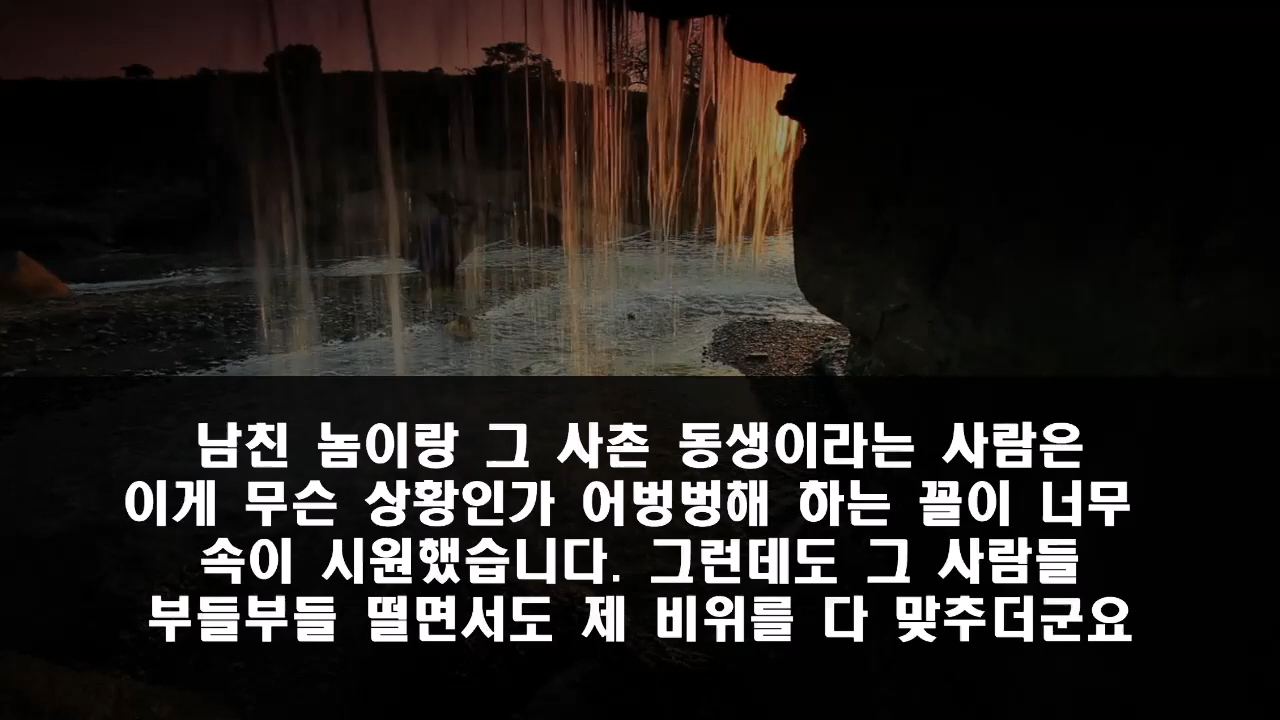 남친 놈이랑 그 사촌 동생이라는 사람은
이게 무슨 상황인가 어벙벙해 하는 꼴이 너무
속이 시원했습니다. 그런데도 그 사람들
부들부들 떨면서도 제 비위를 다 맞추더군요